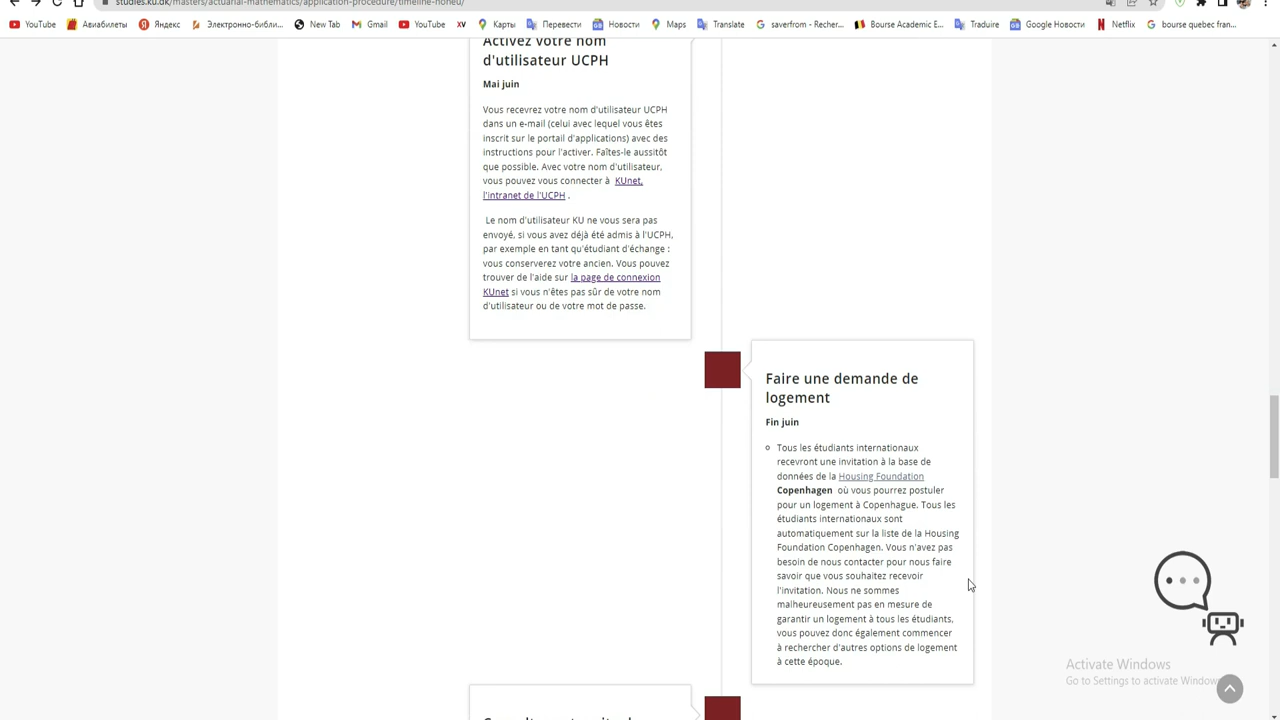 studies.ku.dk/masters/actuarial-mathematics/application-procedure/timeline-noneu/
YouTube Авиабилеты Яндекс Электронно-библи... New Tab Gmail YouTube XV Карты Перевести Новости Maps Translate saverfrom - Recher... Bourse Academie E... Traduire Google Новости Netflix bourse quebec fran...
Activez votre nom
d'utilisateur UCPH
Mai juin
Vous recevrez votre nom d'utilisateur UCPH
dans un e-mail (celui avec lequel vous êtes
inscrit sur le portail d'applications) avec des
instructions pour l'activer. Faîtes-le aussitôt
que possible. Avec votre nom d'utilisateur,
vous pouvez vous connecter à KUnet,
l'intranet de l'UCPH .
Le nom d'utilisateur KU ne vous sera pas
envoyé, si vous avez déjà été admis à l'UCPH,
par exemple en tant qu'étudiant d'échange :
vous conserverez votre ancien. Vous pouvez
trouver de l'aide sur la page de connexion
KUnet si vous n'êtes pas sûr de votre nom
d'utilisateur ou de votre mot de passe.
Faire une demande de
logement
Fin juin
Tous les étudiants internationaux
recevront une invitation à la base de
données de la Housing Foundation
Copenhagen où vous pourrez postuler
pour un logement à Copenhague. Tous les
étudiants internationaux sont
automatiquement sur la liste de la Housing
Foundation Copenhagen. Vous n'avez pas
besoin de nous contacter pour nous faire
savoir que vous souhaitez recevoir
l'invitation. Nous ne sommes
malheureusement pas en mesure de
garantir un logement à tous les étudiants,
vous pouvez donc également commencer
à rechercher d'autres options de logement
à cette époque.
Activate Windows
Go to Settings to activate Windows.